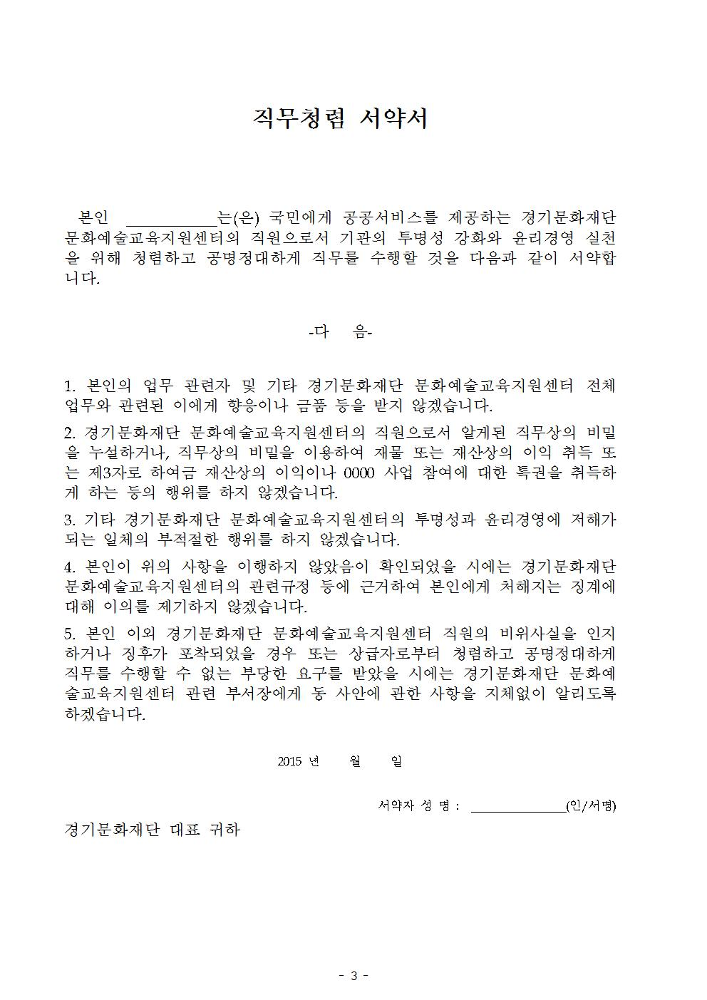 직무청렴 서약서
본인 ____________는(은) 국민에게 공공서비스를 제공하는 경기문화재단
문화예술교육지원센터의 직원으로서 기관의 투명성 강화와 윤리경영 실천
을 위해 청렴하고 공명정대하게 직무를 수행할 것을 다음과 같이 서약합
니다.
-다 음-
1. 본인의 업무 관련자 및 기타 경기문화재단 문화예술교육지원센터 전체
업무와 관련된 이에게 향응이나 금품 등을 받지 않겠습니다.
2. 경기문화재단 문화예술교육지원센터의 직원으로서 알게된 직무상의 비밀
을 누설하거나, 직무상의 비밀을 이용하여 재물 또는 재산상의 이익 취득 또
는 제3자로 하여금 재산상의 이익이나 0000 사업 참여에 대한 특권을 취득하
게 하는 등의 행위를 하지 않겠습니다.
3. 기타 경기문화재단 문화예술교육지원센터의 투명성과 윤리경영에 저해가
되는 일체의 부적절한 행위를 하지 않겠습니다.
4. 본인이 위의 사항을 이행하지 않았음이 확인되었을 시에는 경기문화재단
문화예술교육지원센터의 관련규정 등에 근거하여 본인에게 처해지는 징계에
대해 이의를 제기하지 않겠습니다.
5. 본인 이외 경기문화재단 문화예술교육지원센터 직원의 비위사실을 인지
하거나 징후가 포착되었을 경우 또는 상급자로부터 청렴하고 공명정대하게
직무를 수행할 수 없는 부당한 요구를 받았을 시에는 경기문화재단 문화예
술교육지원센터 관련 부서장에게 동 사안에 관한 사항을 지체없이 알리도록
하겠습니다.
2015 년 월 일
서약자 성 명 : ______________(인/서명)
경기문화재단 대표 귀하
- 3 -